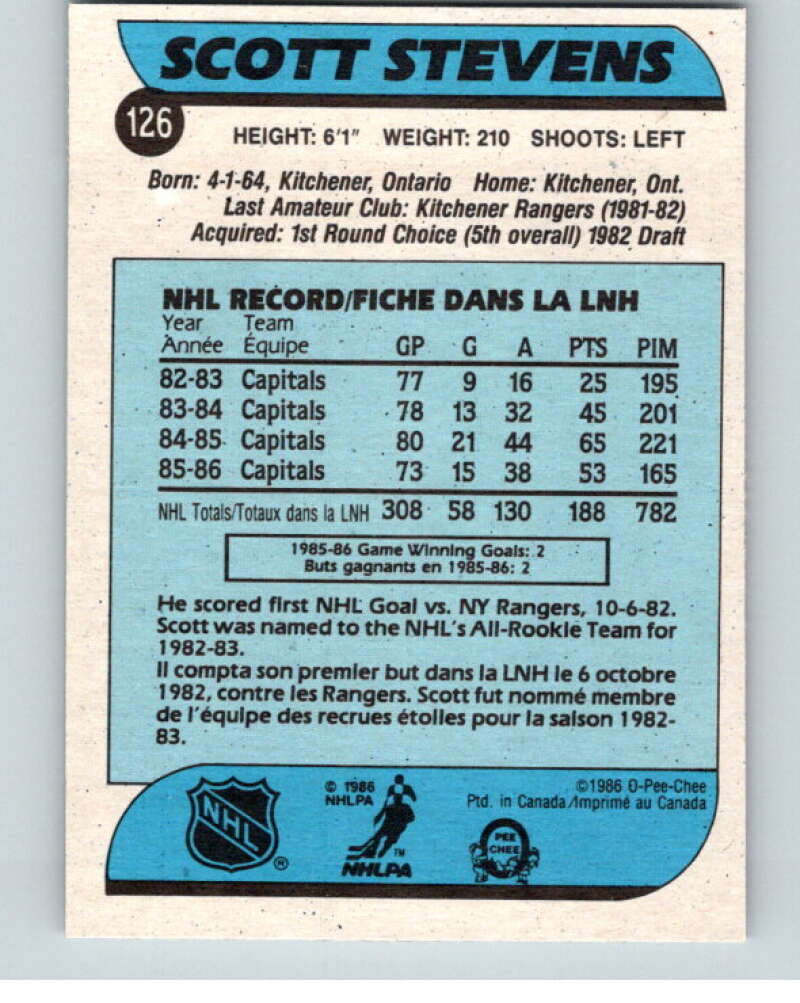 SCOTT STEVENS
126
HEIGHT: 6'1" WEIGHT: 210 SHOOTS: LEFT
Born: 4-1-64, Kitchener, Ontario Home: Kitchener, Ont.
Last Amateur Club: Kitchener Rangers (1981-82)
Acquired: 1st Round Choice (5th overall) 1982 Draft
NHL RECORD/FICHE DANS LA LNH
Year Team
Année Équipe GP G A PTS PIM
82-83 Capitals 77 9 16 25 195
83-84 Capitals 78 13 32 45 201
84-85 Capitals 80 21 44 65 221
85-86 Capitals 73 15 38 53 165
NHL Totals/Totaux dans la LNH 308 58 130 188 782
1985-86 Game Winning Goals: 2
Buts gagnants en 1985-86: 2
He scored first NHL Goal vs. NY Rangers, 10-6-82.
Scott was named to the NHL's All-Rookie Team for
1982-83.
Il compta son premier but dans la LNH le 6 octobre
1982, contre les Rangers. Scott fut nommé membre
de l'équipe des recrues étoiles pour la saison 1982-
83.
NHL ®
© 1986
NHLPA
TM
NHLPA
©1986 O-Pee-Chee
Ptd. in Canada/Imprimé au Canada
PEE
CHEE